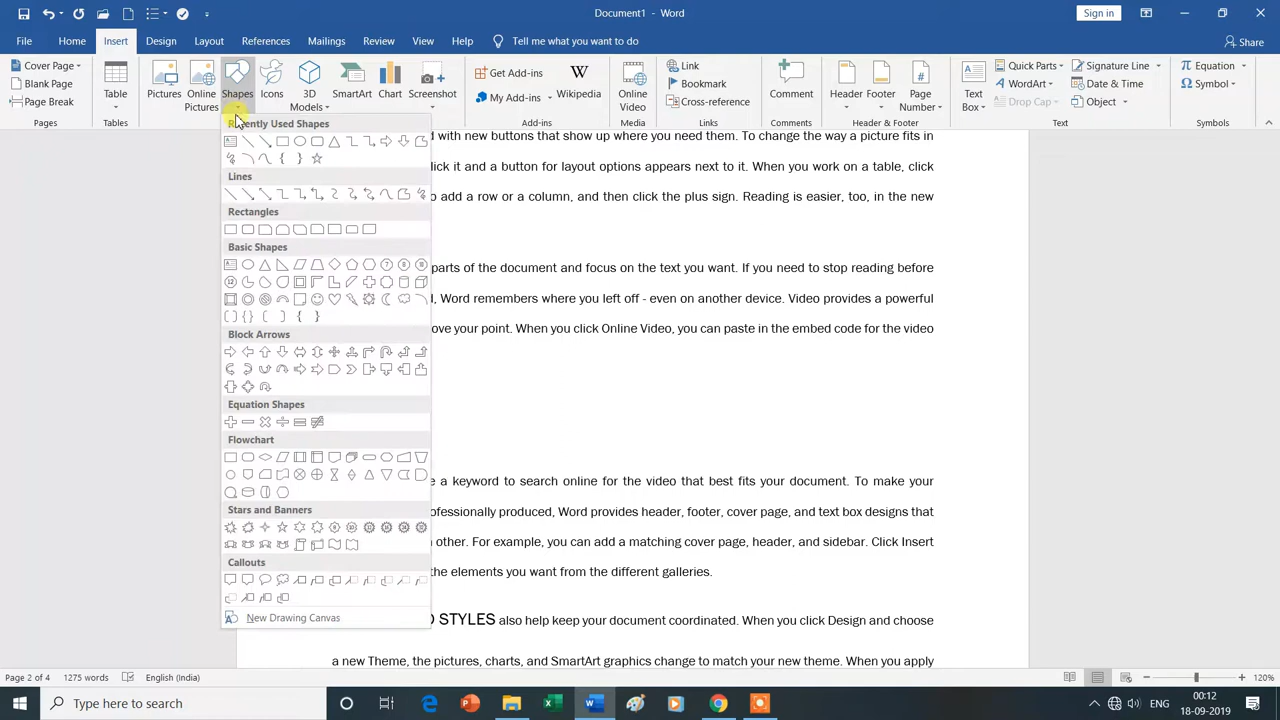 Document1 - Word
Sign in
File Home Insert Design Layout References Mailings Review View Help Tell me what you want to do Share
Cover Page
Blank Page
Page Break
Pages
Table
Tables
Pictures
Online Pictures
Shapes
Icons
3D Models
SmartArt
Chart
Screenshot
Get Add-ins
My Add-ins
Wikipedia
Add-ins
Online Video
Media
Link
Bookmark
Cross-reference
Links
Comment
Comments
Header
Footer
Page Number
Header & Footer
Text Box
Quick Parts
WordArt
Drop Cap
Signature Line
Date & Time
Object
Text
Equation
Symbol
Symbols
Recently Used Shapes
Lines
Rectangles
Basic Shapes
Block Arrows
Equation Shapes
Flowchart
Stars and Banners
Callouts
New Drawing Canvas
with new buttons that show up where you need them. To change the way a picture fits in
click it and a button for layout options appears next to it. When you work on a table, click
to add a row or a column, and then click the plus sign. Reading is easier, too, in the new
parts of the document and focus on the text you want. If you need to stop reading before
Word remembers where you left off - even on another device. Video provides a powerful
your point. When you click Online Video, you can paste in the embed code for the video
a keyword to search online for the video that best fits your document. To make your
produced, Word provides header, footer, cover page, and text box designs that
other. For example, you can add a matching cover page, header, and sidebar. Click Insert
the elements you want from the different galleries.
STYLES also help keep your document coordinated. When you click Design and choose
a new Theme, the pictures, charts, and SmartArt graphics change to match your new theme. When you apply
Page 2 of 4 1275 words English (India) 120%
Type here to search
ENG
00:12
18-09-2019